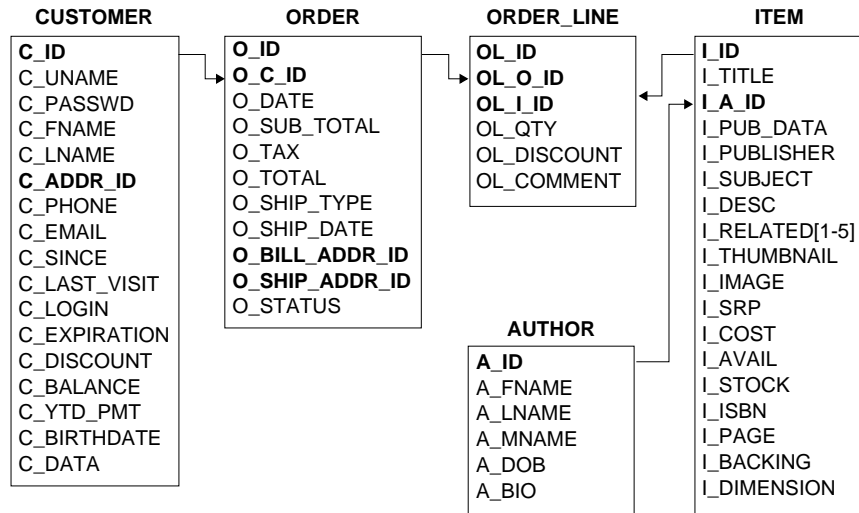 CUSTOMER
C_ID
C_UNAME
C_PASSWD
C_FNAME
C_LNAME
C_ADDR_ID
C_PHONE
C_EMAIL
C_SINCE
C_LAST_VISIT
C_LOGIN
C_EXPIRATION
C_DISCOUNT
C_BALANCE
C_YTD_PMT
C_BIRTHDATE
C_DATA
ORDER
O_ID
O_C_ID
O_DATE
O_SUB_TOTAL
O_TAX
O_TOTAL
O_SHIP_TYPE
O_SHIP_DATE
O_BILL_ADDR_ID
O_SHIP_ADDR_ID
O_STATUS
ORDER_LINE
OL_ID
OL_O_ID
OL_I_ID
OL_QTY
OL_DISCOUNT
OL_COMMENT
AUTHOR
A_ID
A_FNAME
A_LNAME
A_MNAME
A_DOB
A_BIO
ITEM
I_ID
I_TITLE
I_A_ID
I_PUB_DATA
I_PUBLISHER
I_SUBJECT
I_DESC
I_RELATED[1-5]
I_THUMBNAIL
I_IMAGE
I_SRP
I_COST
I_AVAIL
I_STOCK
I_ISBN
I_PAGE
I_BACKING
I_DIMENSION